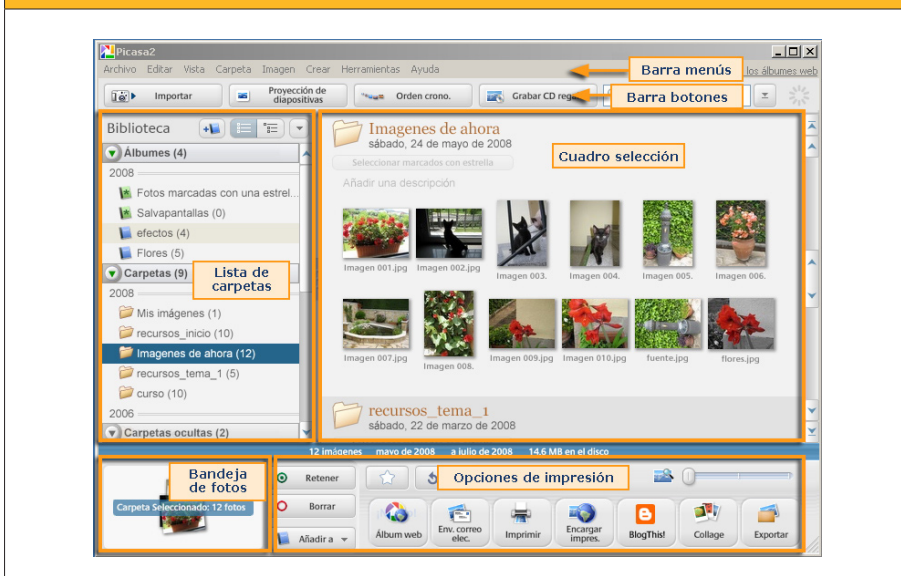 Picasa2
Archivo Editar Vista Carpeta Imagen Crear Herramientas Ayuda
Barra menús
los álbumes web
Importar
Proyección de
diapositivas
Orden crono.
Grabar CD reg
Barra botones
Biblioteca
Álbumes (4)
2008
Fotos marcadas con una estrel...
Salvapantallas (0)
efectos (4)
Flores (5)
Carpetas (9)
Lista de
carpetas
2008
Mis imágenes (1)
recursos_inicio (10)
Imagenes de ahora (12)
recursos_tema_1 (5)
curso (10)
2006
Carpetas ocultas (2)
Imagenes de ahora
sábado, 24 de mayo de 2008
Cuadro selección
Seleccionar marcados con estrella
Añadir una descripción
Imagen 001.jpg Imagen 002.jpg Imagen 003. Imagen 004. Imagen 005. Imagen 006.
Imagen 007.jpg Imagen 008. Imagen 009.jpg Imagen 010.jpg fuente.jpg flores.jpg
recursos_tema_1
sábado, 22 de marzo de 2008
12 imágenes mayo de 2008 a julio de 2008 14.6 MB en el disco
Bandeja
de fotos
Carpeta Seleccionado: 12 fotos
Retener
Borrar
Añadir a
Opciones de impresión
Álbum web
Env. correo
elec.
Imprimir
Encargar
impres.
BlogThis!
Collage
Exportar